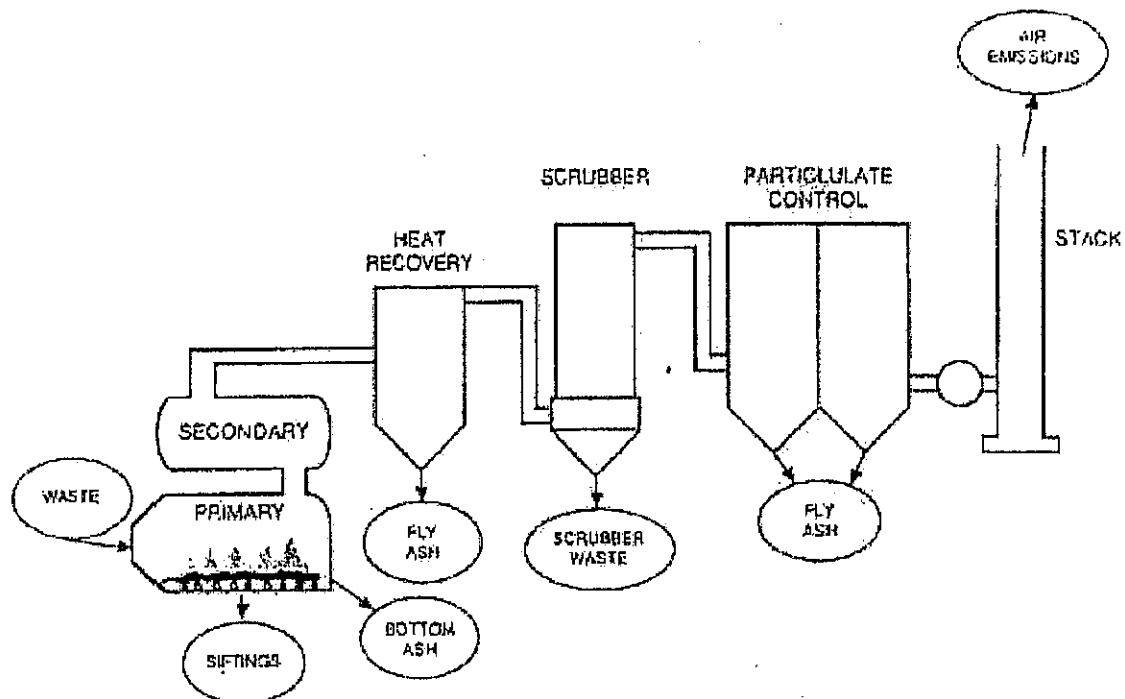 AIR
EMISSIONS
SCRUBBER
PARTICLULATE
CONTROL
STACK
HEAT
RECOVERY
SECONDARY
WASTE
PRIMARY
FLY
ASH
SCRUBBER
WASTE
FLY
ASH
BOTTOM
ASH
SIFTINGS